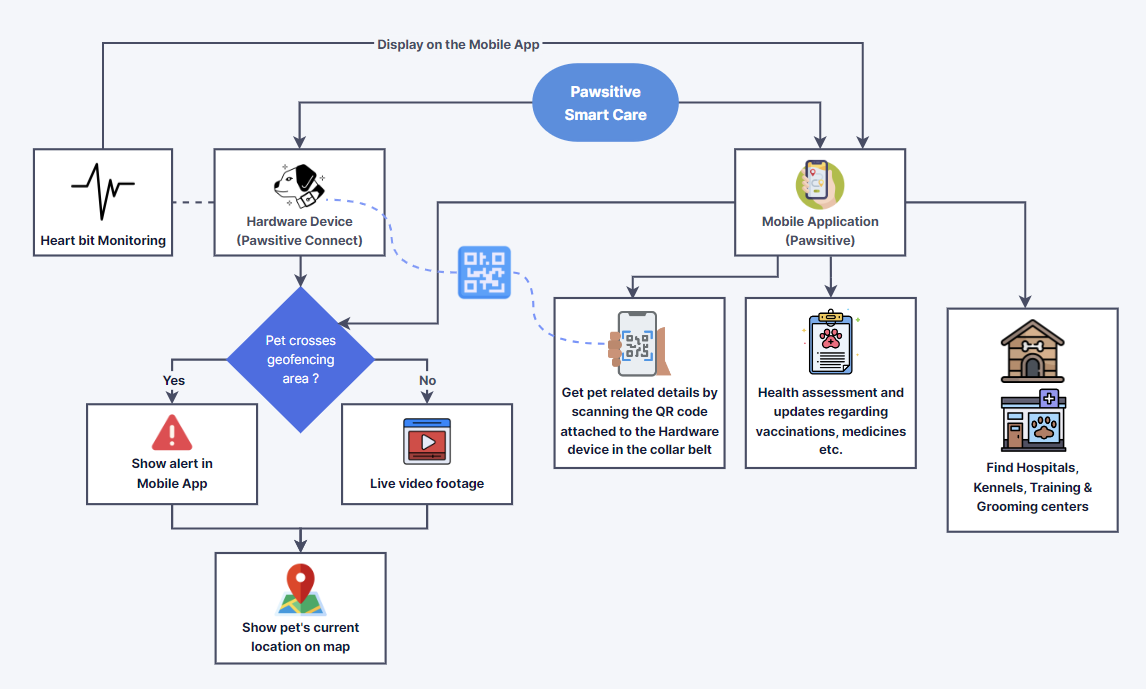 Display on the Mobile App
Pawsitive
Smart Care
Heart bit Monitoring
Hardware Device
(Pawsitive Connect)
Mobile Application
(Pawsitive)
Pet crosses
geofencing
area ?
Yes
No
Get pet related details by
scanning the QR code
attached to the Hardware
device in the collar belt
Health assessment and
updates regarding
vaccinations, medicines
etc.
Find Hospitals,
Kennels, Training &
Grooming centers
Show alert in
Mobile App
Live video footage
Show pet's current
location on map